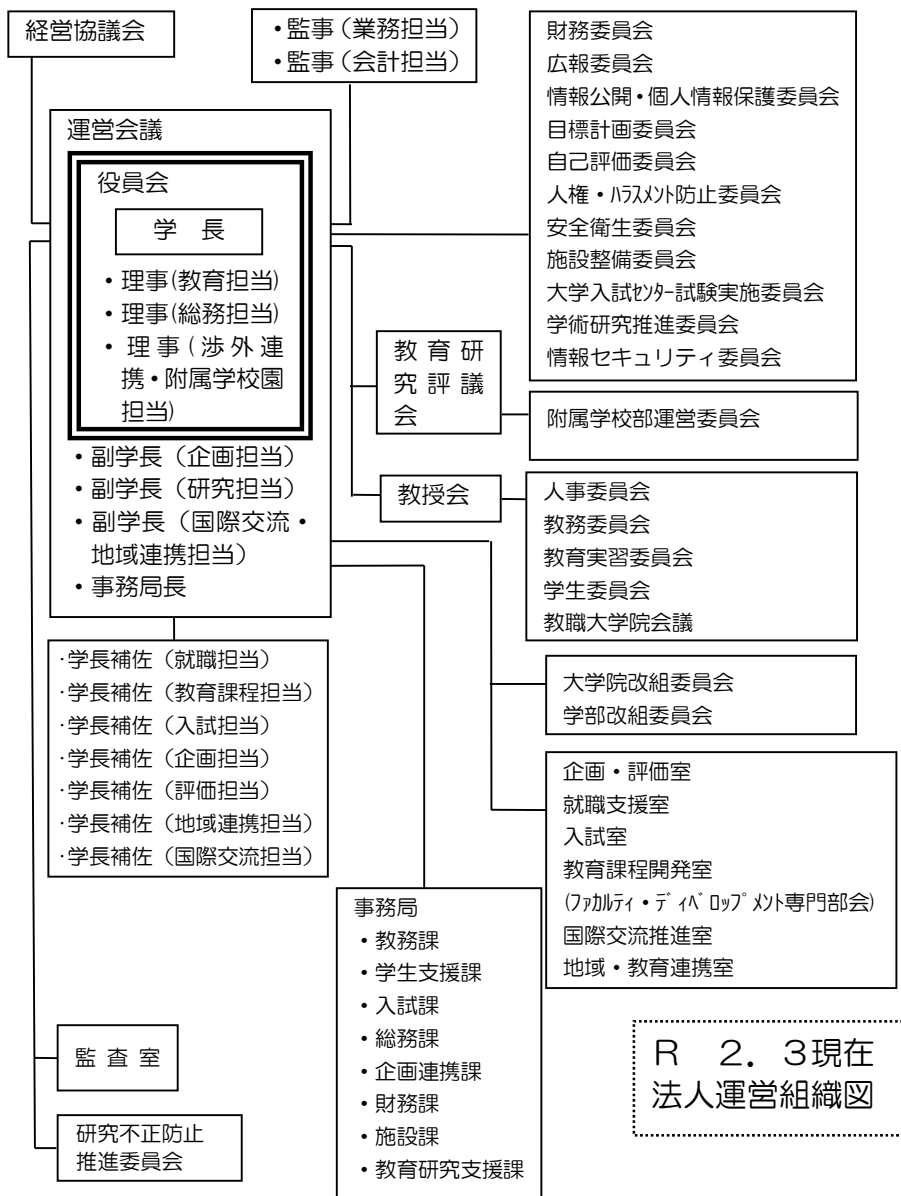 経営協議会
・監事（業務担当）
・監事（会計担当）
運営会議
役員会
学　長
・理事(教育担当)
・理事(総務担当)
・理事(渉外連
携・附属学校園
担当)
・副学長（企画担当）
・副学長（研究担当）
・副学長（国際交流・
地域連携担当）
・事務局長
･学長補佐（就職担当）
･学長補佐（教育課程担当）
･学長補佐（入試担当）
･学長補佐（企画担当）
･学長補佐（評価担当）
･学長補佐（地域連携担当）
･学長補佐（国際交流担当）
監 査 室
研究不正防止
推進委員会
教育研
究評議
会
教授会
事務局
・教務課
・学生支援課
・入試課
・総務課
・企画連携課
・財務課
・施設課
・教育研究支援課
財務委員会
広報委員会
情報公開・個人情報保護委員会
目標計画委員会
自己評価委員会
人権・ﾊﾗｽﾒﾝﾄ防止委員会
安全衛生委員会
施設整備委員会
大学入試ｾﾝﾀｰ試験実施委員会
学術研究推進委員会
情報セキュリティ委員会
附属学校部運営委員会
人事委員会
教務委員会
教育実習委員会
学生委員会
教職大学院会議
大学院改組委員会
学部改組委員会
企画・評価室
就職支援室
入試室
教育課程開発室
(ﾌｧｶﾙﾃｨ・ﾃﾞｨﾍﾞﾛｯﾌﾟﾒﾝﾄ専門部会)
国際交流推進室
地域・教育連携室
Ｒ　２．３現在
法人運営組織図